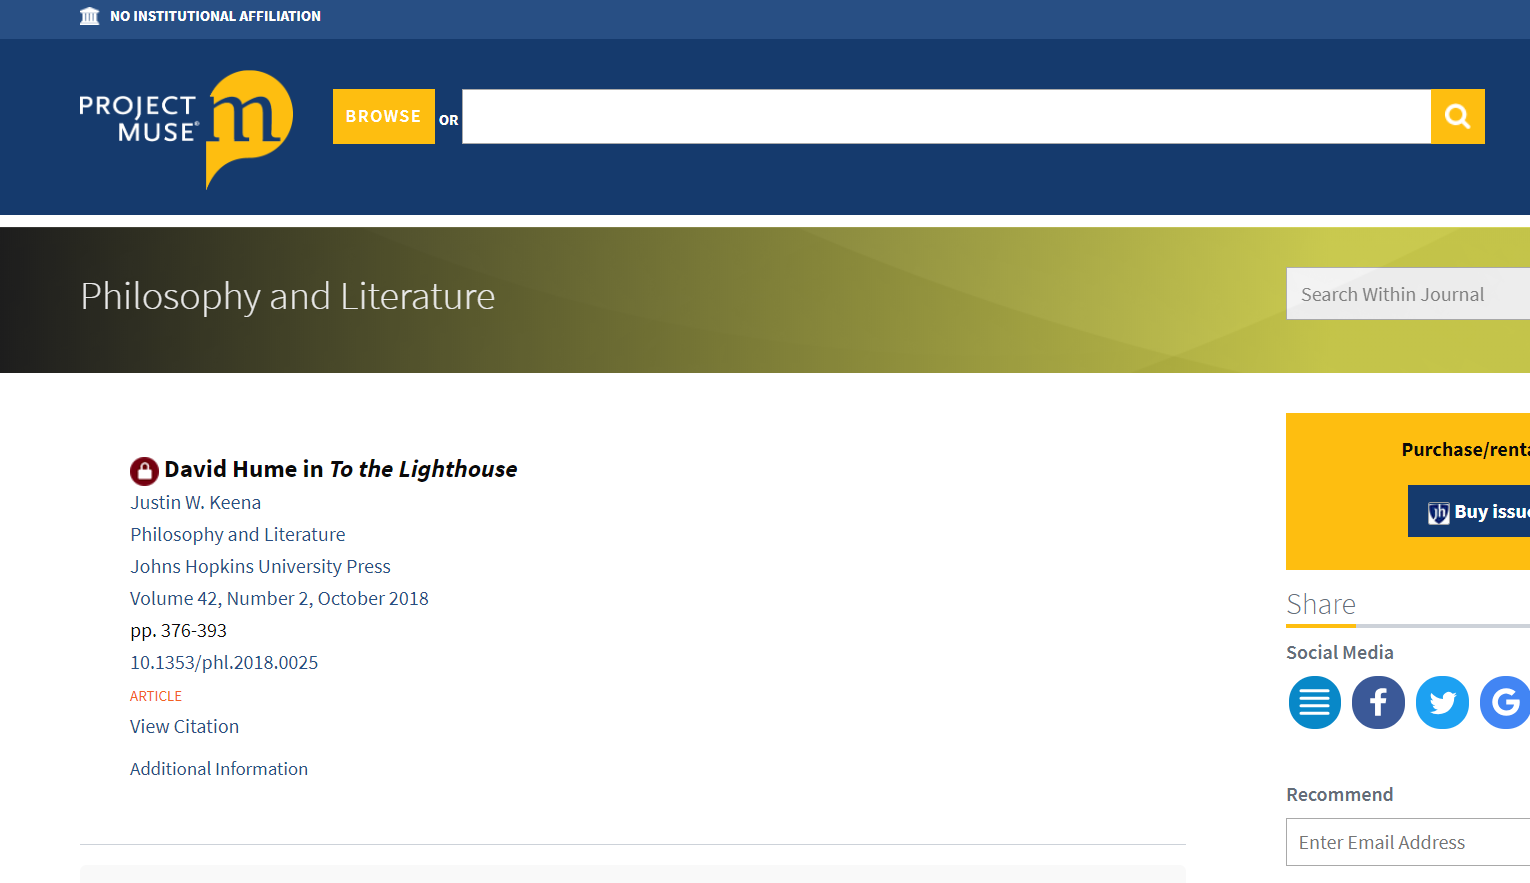 NO INSTITUTIONAL AFFILIATION
PROJECT
MUSE®
m
BROWSE OR
Philosophy and Literature
Search Within Journal
David Hume in To the Lighthouse
Justin W. Keena
Philosophy and Literature
Johns Hopkins University Press
Volume 42, Number 2, October 2018
pp. 376-393
10.1353/phl.2018.0025
ARTICLE
View Citation
Additional Information
Purchase/renta
jh Buy issue
Share
Social Media
f G
Recommend
Enter Email Address